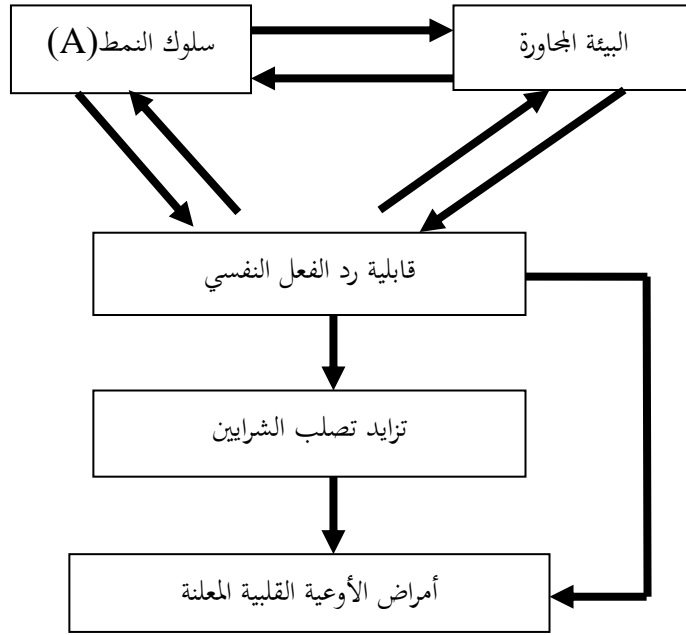 البيئة المجاورة
سلوك النمط(A)
قابلية رد الفعل النفسي
تزايد تصلب الشرايين
أمراض الأوعية القلبية المعلنة